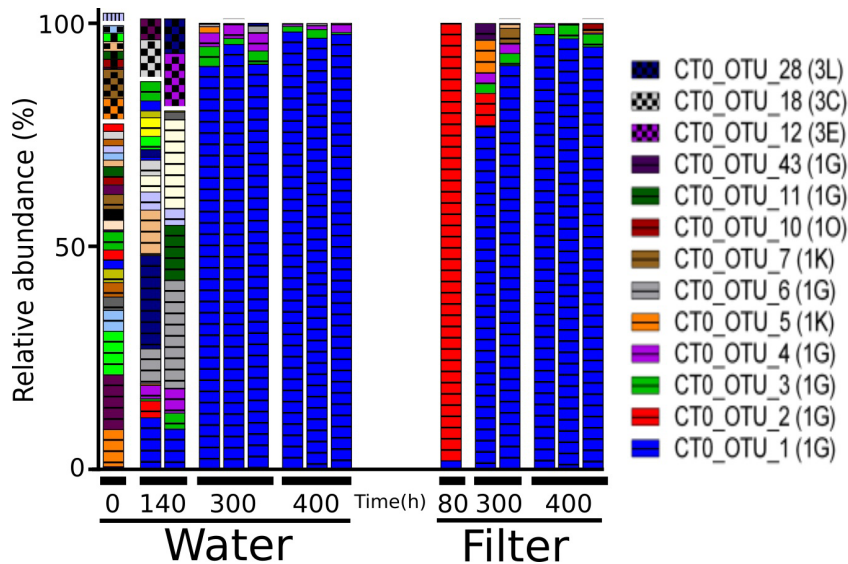 100
50
0
Relative abundance (%)
CT0_OTU_28 (3L)
CT0_OTU_18 (3C)
CT0_OTU_12 (3E)
CT0_OTU_43 (1G)
CT0_OTU_11 (1G)
CT0_OTU_10 (1O)
CT0_OTU_7 (1K)
CT0_OTU_6 (1G)
CT0_OTU_5 (1K)
CT0_OTU_4 (1G)
CT0_OTU_3 (1G)
CT0_OTU_2 (1G)
CT0_OTU_1 (1G)
0 140 300 400 Time(h) 80 300 400
Water Filter